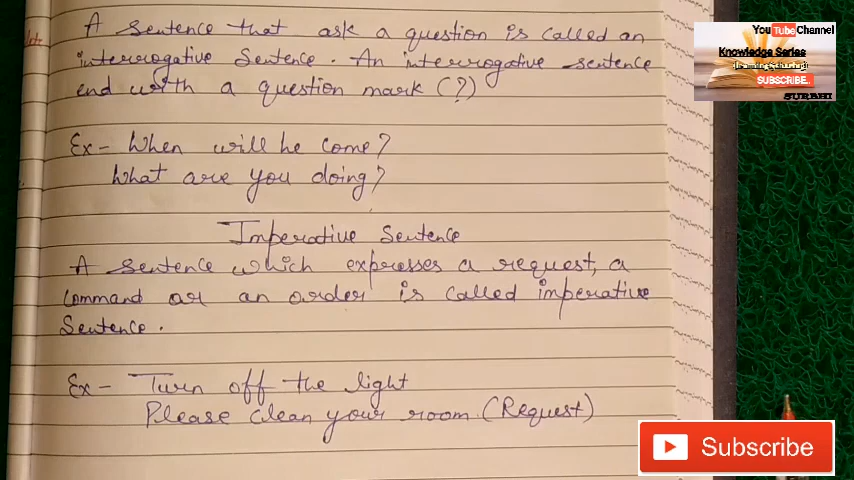 A sentence that ask a question is called an
interrogative Sentence. An interrogative sentence
end with a question mark (?)
Ex- When will he come?
What are you doing?
Imperative Sentence
A sentence which expresses a request, a
command or an order is called imperative
Sentence.
Ex- Turn off the light
Please clean your room (Request)
YouTube Channel
Knowledge Series
SUBSCRIBE
SURBHI
Subscribe